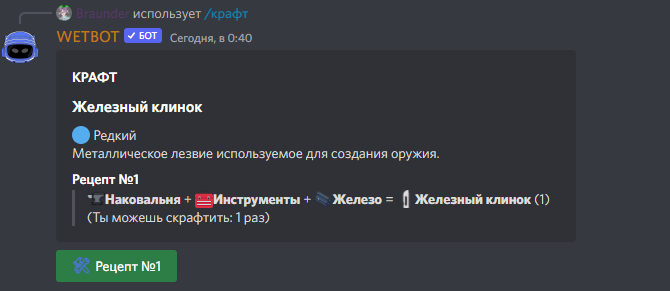 Braunder использует /крафт
WETBOT ✓ БОТ Сегодня, в 0:40
КРАФТ
Железный клинок
Редкий
Металлическое лезвие используемое для создания оружия.
Рецепт №1
Наковальня + Инструменты + Железо = Железный клинок (1)
(Ты можешь скрафтить: 1 раз)
Рецепт №1